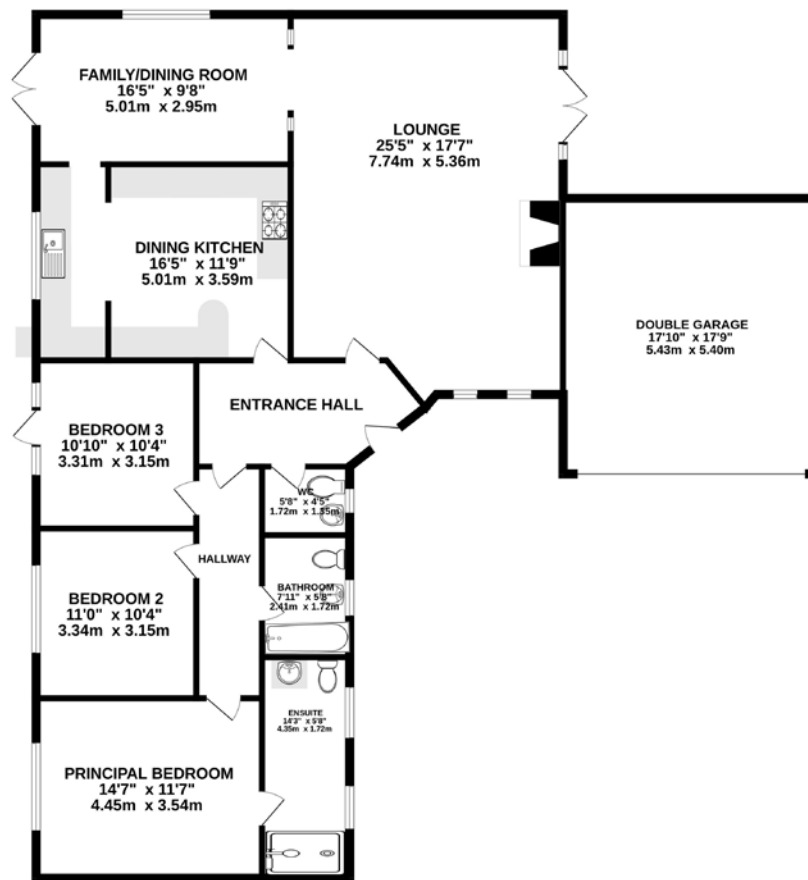 FAMILY/DINING ROOM
16'5" x 9'8"
5.01m x 2.95m
LOUNGE
25'5" x 17'7"
7.74m x 5.36m
DINING KITCHEN
16'5" x 11'9"
5.01m x 3.59m
DOUBLE GARAGE
17'10" x 17'9"
5.43m x 5.40m
ENTRANCE HALL
BEDROOM 3
10'10" x 10'4"
3.31m x 3.15m
WC
5'8" x 4'5"
1.72m x 1.35m
HALLWAY
BATHROOM
7'11" x 5'8"
2.41m x 1.72m
BEDROOM 2
11'0" x 10'4"
3.34m x 3.15m
ENSUITE
14'3" x 5'8"
4.35m x 1.72m
PRINCIPAL BEDROOM
14'7" x 11'7"
4.45m x 3.54m